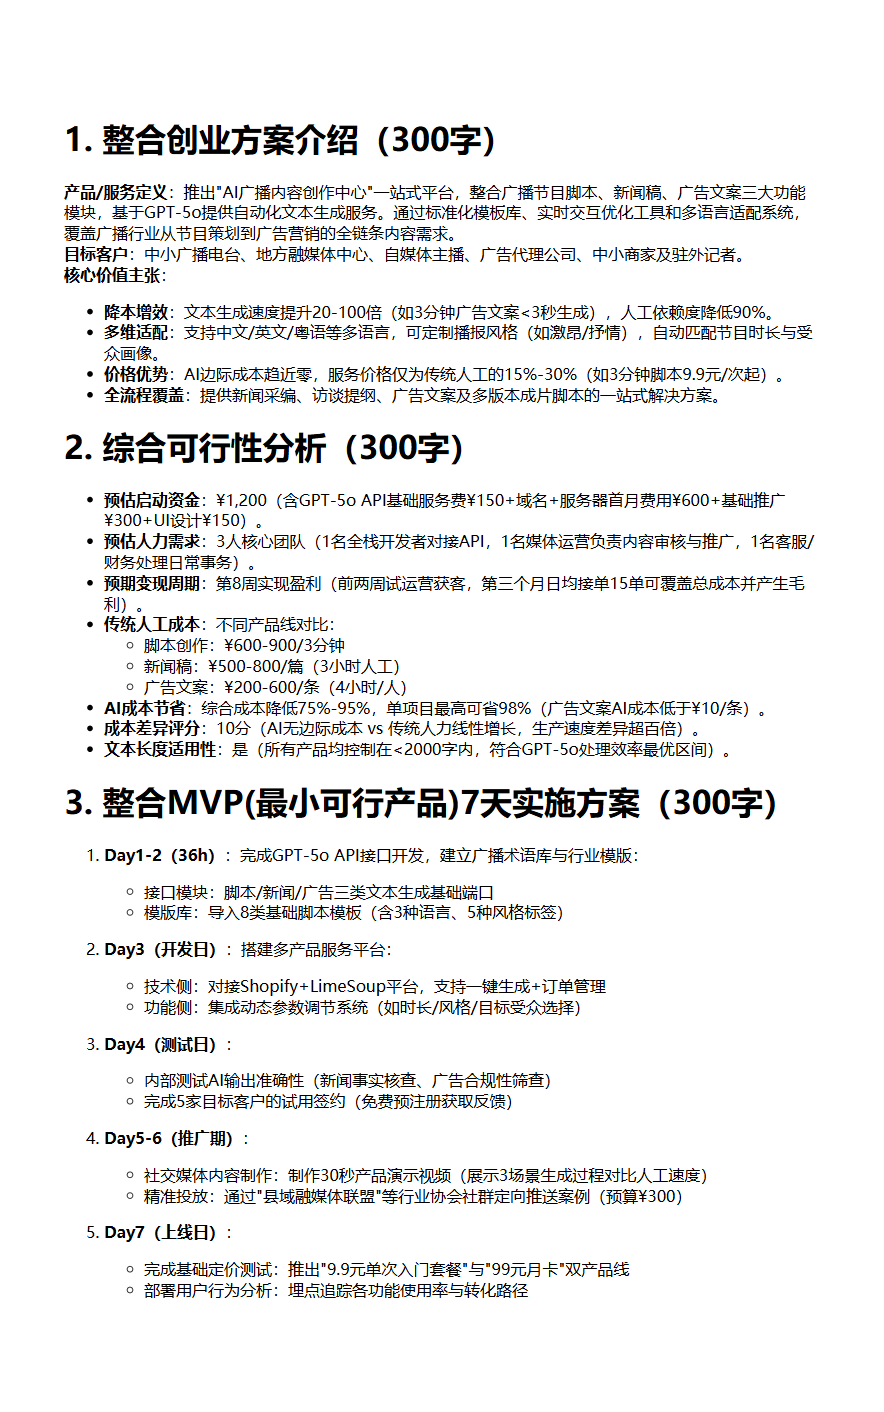 1. 整合创业方案介绍（300字）
产品/服务定义：推出"AI广播内容创作中心"一站式平台，整合广播节目脚本、新闻稿、广告文案三大功能
模块，基于GPT-5o提供自动化文本生成服务。通过标准化模板库、实时交互优化工具和多语言适配系统，
覆盖广播行业从节目策划到广告营销的全链条内容需求。
目标客户：中小广播电台、地方融媒体中心、自媒体主播、广告代理公司、中小商家及驻外记者。
核心价值主张：
• 降本增效：文本生成速度提升20-100倍（如3分钟广告文案<3秒生成），人工依赖度降低90%。
• 多维适配：支持中文/英文/粤语等多语言，可定制播报风格（如激昂/抒情），自动匹配节目时长与受
众画像。
• 价格优势：AI边际成本趋近零，服务价格仅为传统人工的15%-30%（如3分钟脚本9.9元/次起）。
• 全流程覆盖：提供新闻采编、访谈提纲、广告文案及多版本成片脚本的一站式解决方案。
2. 综合可行性分析（300字）
• 预估启动资金：¥1,200（含GPT-5o API基础服务费¥150+域名+服务器首月费用¥600+基础推广
¥300+UI设计¥150）。
• 预估人力需求：3人核心团队（1名全栈开发者对接API，1名媒体运营负责内容审核与推广，1名客服/
财务处理日常事务）。
• 预期变现周期：第8周实现盈利（前两周试运营获客，第三个月日均接单15单可覆盖总成本并产生毛
利）。
• 传统人工成本：不同产品线对比：
◦ 脚本创作：¥600-900/3分钟
◦ 新闻稿：¥500-800/篇（3小时人工）
◦ 广告文案：¥200-600/条（4小时/人）
• AI成本节省：综合成本降低75%-95%，单项目最高可省98%（广告文案AI成本低于¥10/条）。
• 成本差异评分：10分（AI无边际成本 vs 传统人力线性增长，生产速度差异超百倍）。
• 文本长度适用性：是（所有产品均控制在<2000字内，符合GPT-5o处理效率最优区间）。
3. 整合MVP(最小可行产品)7天实施方案（300字）
1. Day1-2（36h）：完成GPT-5o API接口开发，建立广播术语库与行业模版：
◦ 接口模块：脚本/新闻/广告三类文本生成基础端口
◦ 模版库：导入8类基础脚本模板（含3种语言、5种风格标签）
2. Day3（开发日）：搭建多产品服务平台：
◦ 技术侧：对接Shopify+LimeSoup平台，支持一键生成+订单管理
◦ 功能侧：集成动态参数调节系统（如时长/风格/目标受众选择）
3. Day4（测试日）：
◦ 内部测试AI输出准确性（新闻事实核查、广告合规性筛查）
◦ 完成5家目标客户的试用签约（免费预注册获取反馈）
4. Day5-6（推广期）：
◦ 社交媒体内容制作：制作30秒产品演示视频（展示3场景生成过程对比人工速度）
◦ 精准投放：通过"县域融媒体联盟"等行业协会社群定向推送案例（预算¥300）
5. Day7（上线日）：
◦ 完成基础定价测试：推出"9.9元单次入门套餐"与"99元月卡"双产品线
◦ 部署用户行为分析：埋点追踪各功能使用率与转化路径